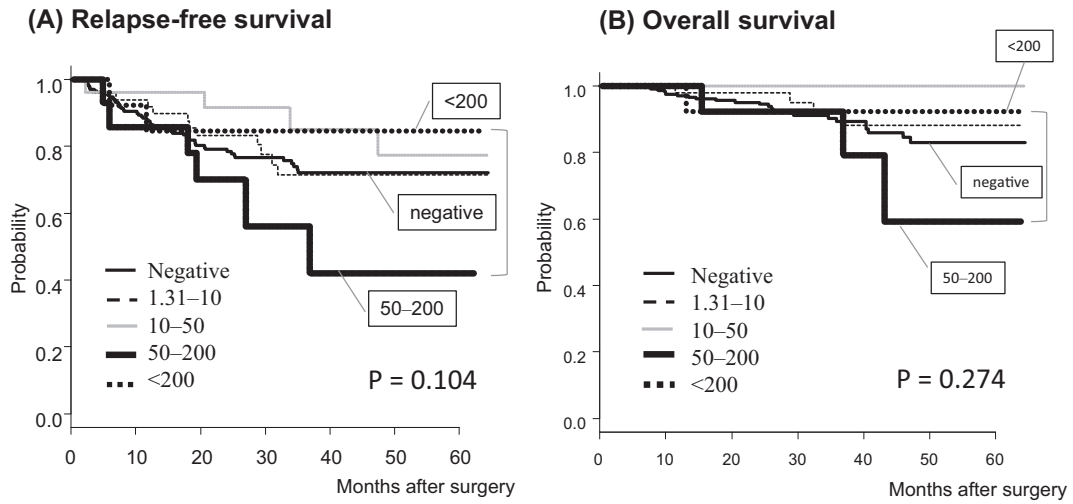 (A) Relapse-free survival
1.0
0.8
0.6
0.4
0.2
0.0
Probability
<200
negative
50–200
Negative
1.31–10
10–50
50–200
<200
P = 0.104
0 10 20 30 40 50 60
Months after surgery
(B) Overall survival
1.0
0.8
0.6
0.4
0.2
0.0
Probability
<200
negative
50–200
Negative
1.31–10
10–50
50–200
<200
P = 0.274
0 10 20 30 40 50 60
Months after surgery